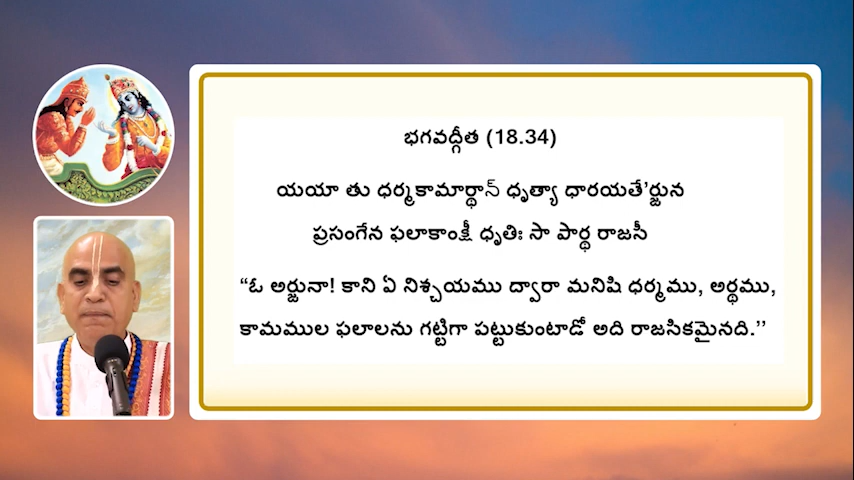 భగవద్గీత (18.34)
యయా తు ధర్మకామార్థాన్ ధృత్యా ధారయతే’ర్జున
ప్రసంగేన ఫలాకాంక్షీ ధృతిః సా పార్థ రాజసీ
“ఓ అర్జునా! కాని ఏ నిశ్చయము ద్వారా మనిషి ధర్మము, అర్థము,
కామముల ఫలాలను గట్టిగా పట్టుకుంటాడో అది రాజసికమైనది.’’